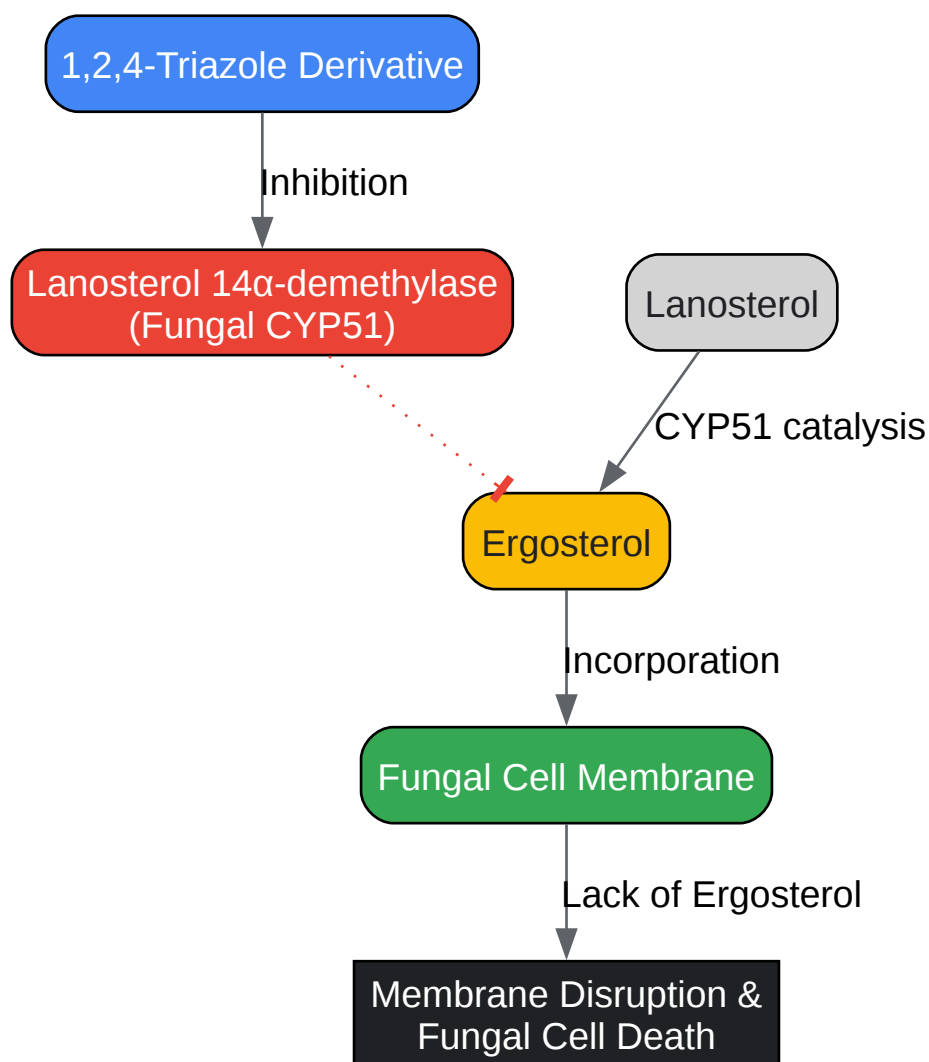 1,2,4-Triazole Derivative
Inhibition
Lanosterol 14α-demethylase
(Fungal CYP51)
Lanosterol
CYP51 catalysis
Ergosterol
Incorporation
Fungal Cell Membrane
Lack of Ergosterol
Membrane Disruption &
Fungal Cell Death